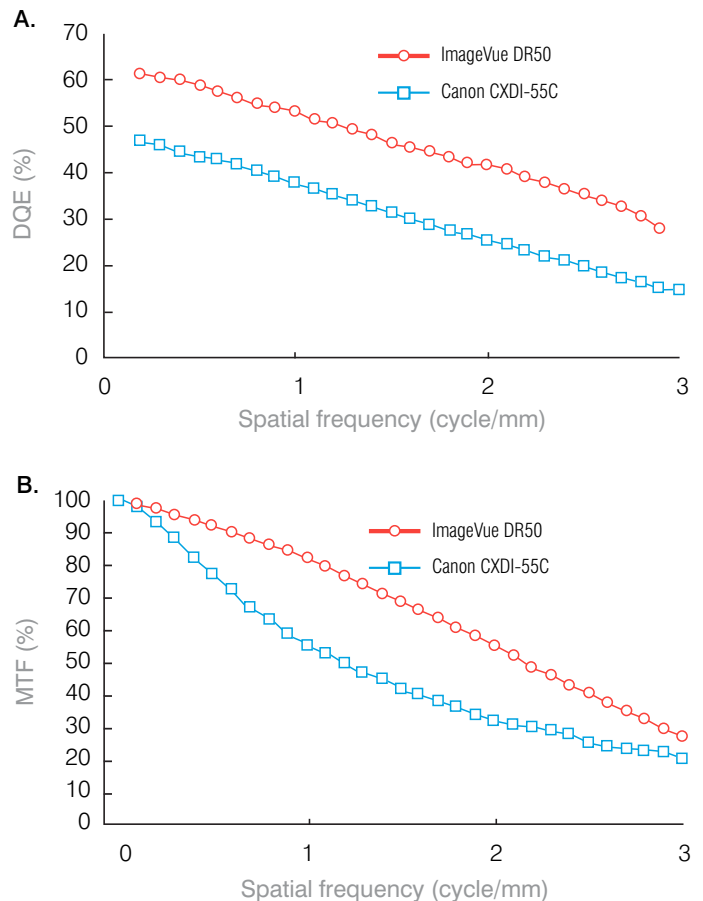 A.
70
60
50
40
30
20
10
0
DQE (%)
ImageVue DR50
Canon CXDI-55C
0 1 2 3
Spatial frequency (cycle/mm)
B.
100
90
80
70
60
50
40
30
20
10
0
MTF (%)
ImageVue DR50
Canon CXDI-55C
0 1 2 3
Spatial frequency (cycle/mm)